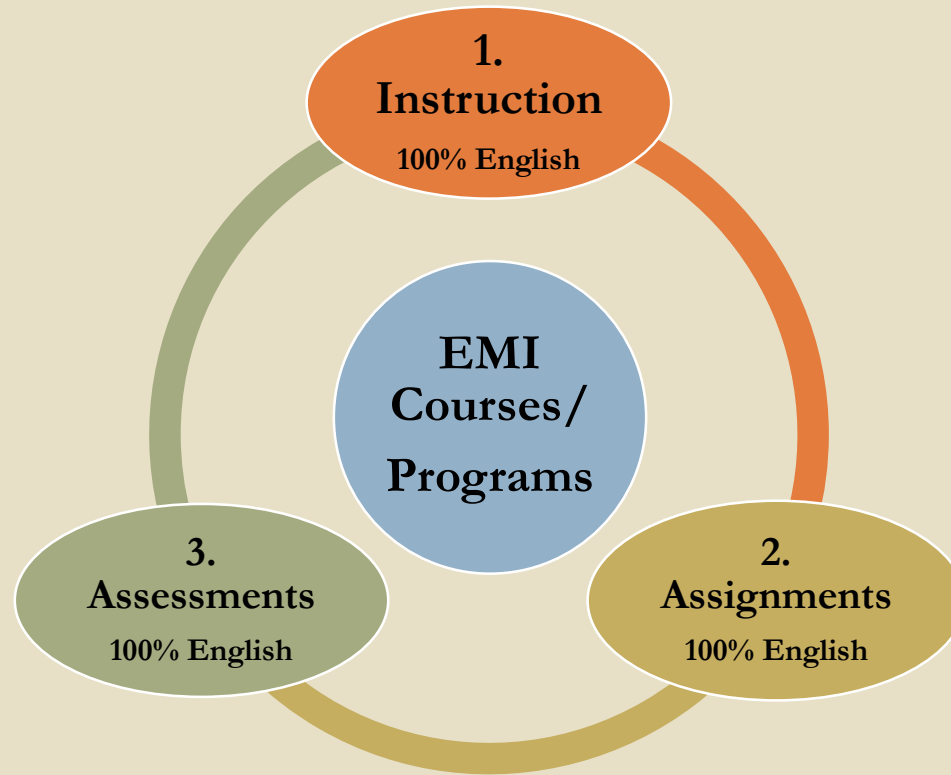 1.
Instruction
100% English
EMI
Courses/
Programs
3.
Assessments
100% English
2.
Assignments
100% English